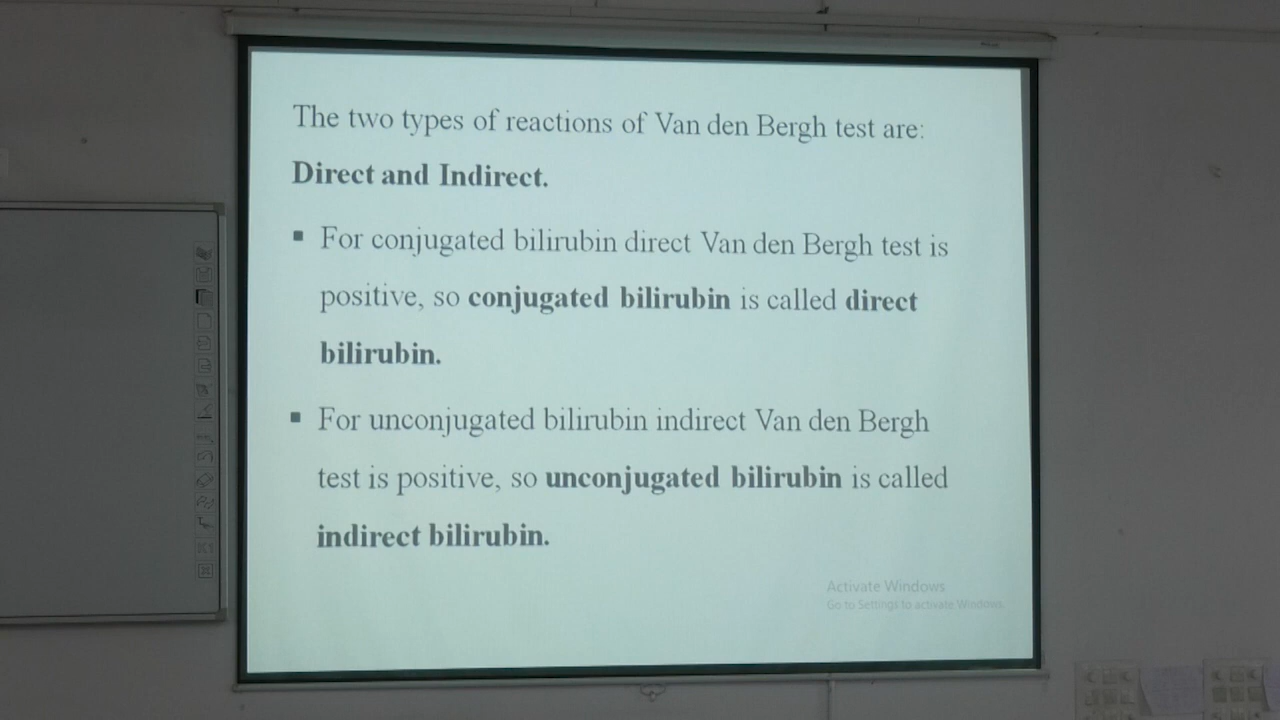 The two types of reactions of Van den Bergh test are:
Direct and Indirect.
▪ For conjugated bilirubin direct Van den Bergh test is
positive, so conjugated bilirubin is called direct
bilirubin.
▪ For unconjugated bilirubin indirect Van den Bergh
test is positive, so unconjugated bilirubin is called
indirect bilirubin.
Activate Windows
Go to Settings to activate Windows.